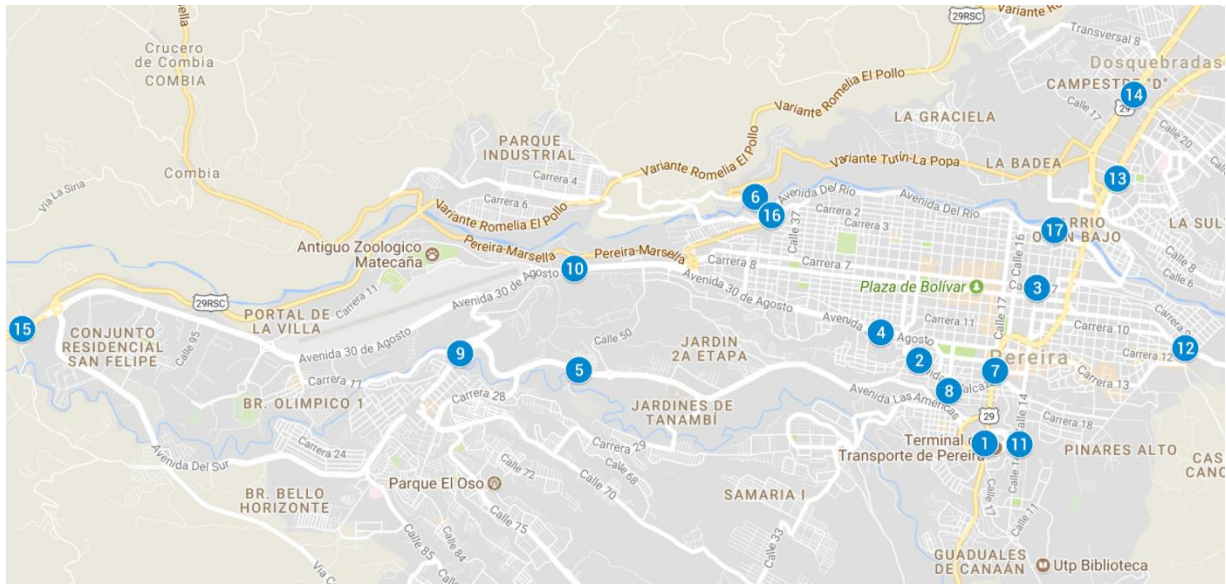 29RSC
Transversal 8
Crucero
de Combia
COMBIA
Dosquebradas
CAMPESTRE "D"
14
29
Calle 17
Variante Romelia El Pollo
LA GRACIELA
PARQUE
INDUSTRIAL
Calle 20
Variante Turín-La Popa
LA BADEA
Combia
Carrera 4
Variante Romelia El Pollo
13
Via La Siria
Carrera 6
6
Avenida Del Rio
16
Carrera 2
Avenida Del Rio
Variante Romelia El Pollo
Calle 37
Carrera 3
17
BAJO
LA SUL
Calle 16
Antiguo Zoologico
Matecaña
Pereira-Marsella
Pereira-Marsella
10
Carrera 8
Carrera 7
Calle 8
Calle 6
Avenida 30 de Agosto
Avenida 30 de Agosto
Plaza de Bolívar
3
Carrera 11
29RSC
PORTAL DE
LA VILLA
15
CONJUNTO
RESIDENCIAL
SAN FELIPE
Calle 95
Avenida 30 de Agosto
Calle 50
JARDIN
2A ETAPA
4
Agosto
Carrera 11
Calle 17
Carrera 10
12
9
5
2
Pereira
Carrera 12
7
Carrera 13
8
BR. OLIMPICO 1
Carrera 28
Avenida Las Américas
JARDINES DE
TANAMBÍ
29
Calle 14
Carrera 18
Carrera 29
Carrera 24
Terminal
Transporte de Pereira
1
11
PINARES ALTO
Avenida Del Sur
Calle 72
Calle 68
Parque El Oso
Calle 70
BR. BELLO
HORIZONTE
SAMARIA I
Calle 17
Calle 11
Calle 75
Calle 84
Calle 85
Calle 33
GUADUALES
DE CANAÁN
Utp Biblioteca